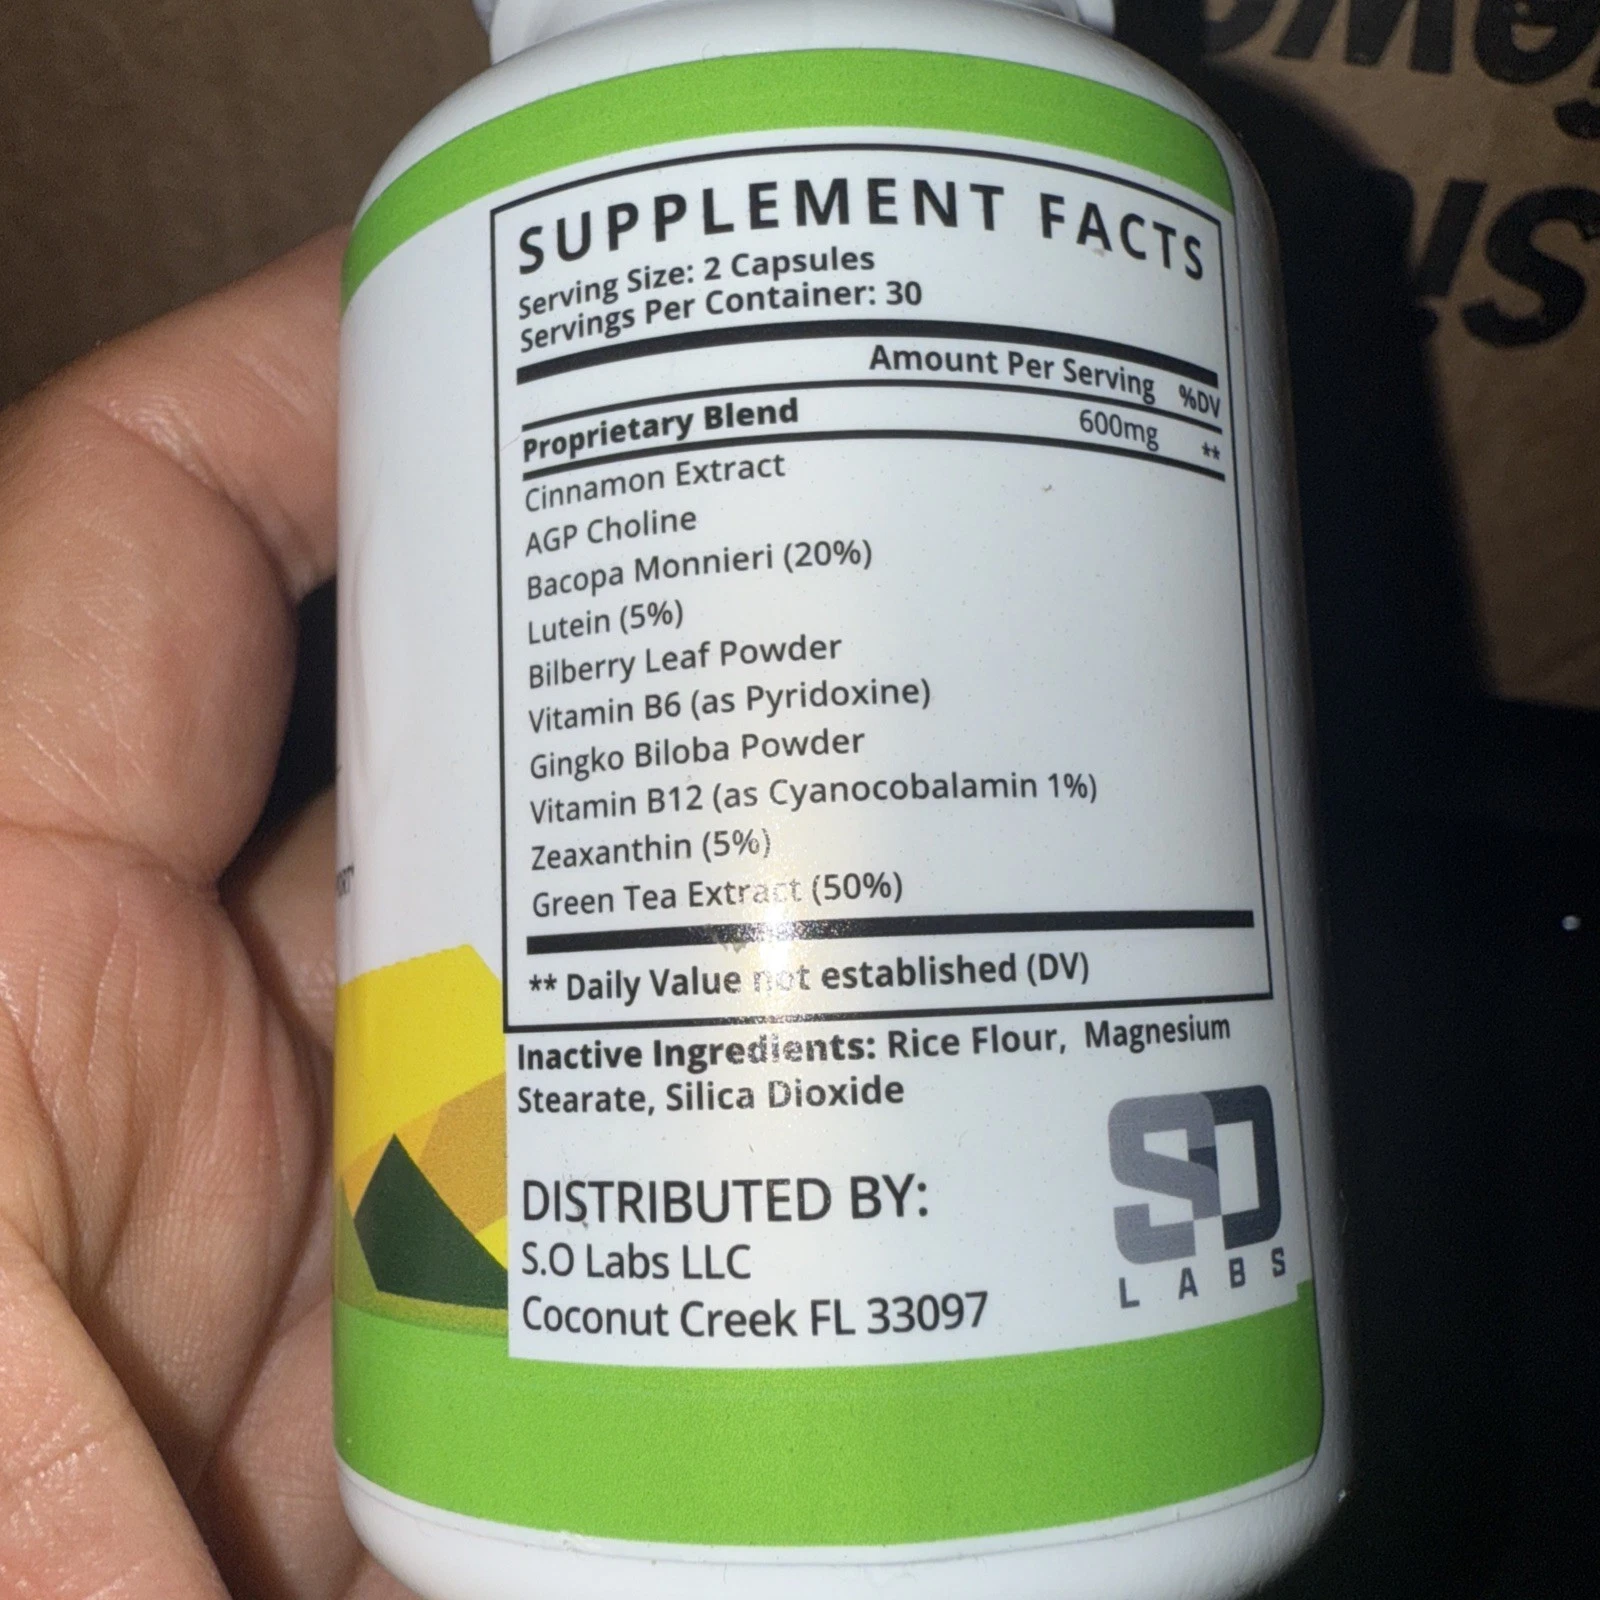 SUPPLEMENT FACTS
Serving Size: 2 Capsules
Servings Per Container: 30
Amount Per Serving %DV
Proprietary Blend 600mg **
Cinnamon Extract
AGP Choline
Bacopa Monnieri (20%)
Lutein (5%)
Bilberry Leaf Powder
Vitamin B6 (as Pyridoxine)
Gingko Biloba Powder
Vitamin B12 (as Cyanocobalamin 1%)
Zeaxanthin (5%)
Green Tea Extract (50%)
** Daily Value not established (DV)
Inactive Ingredients: Rice Flour, Magnesium
Stearate, Silica Dioxide
DISTRIBUTED BY:
S.O Labs LLC
Coconut Creek FL 33097
SO
LABS